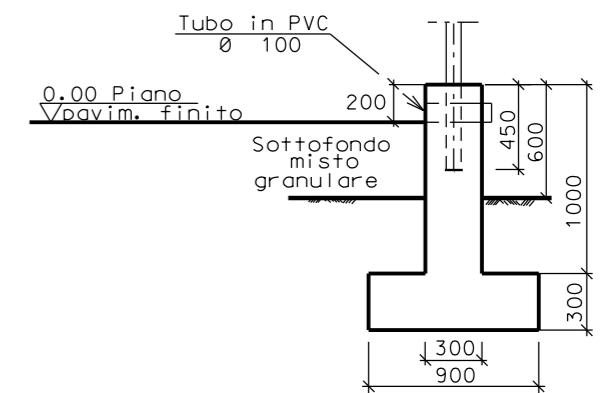 Tubo in PVC
Ø 100
0.00 Piano
pavim. finito
200
Sottofondo
misto
granulare
450
600
1000
300
300
900